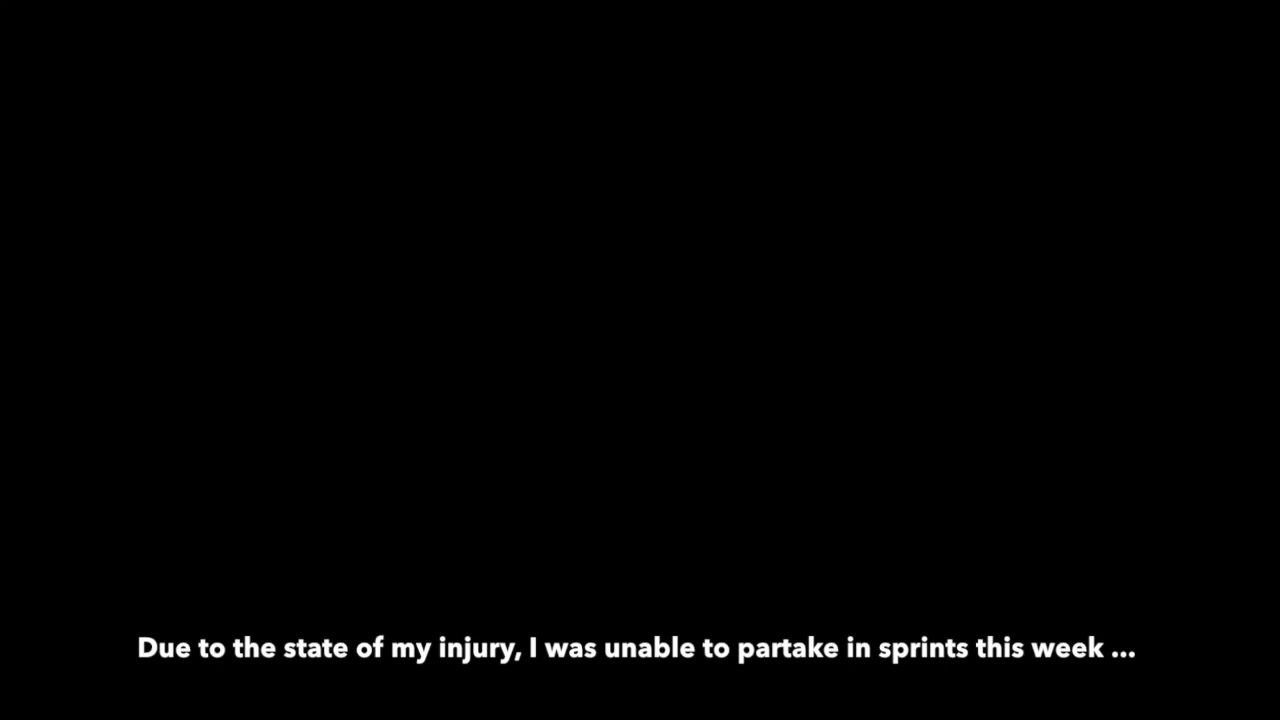 Due to the state of my injury, I was unable to partake in sprints this week ...